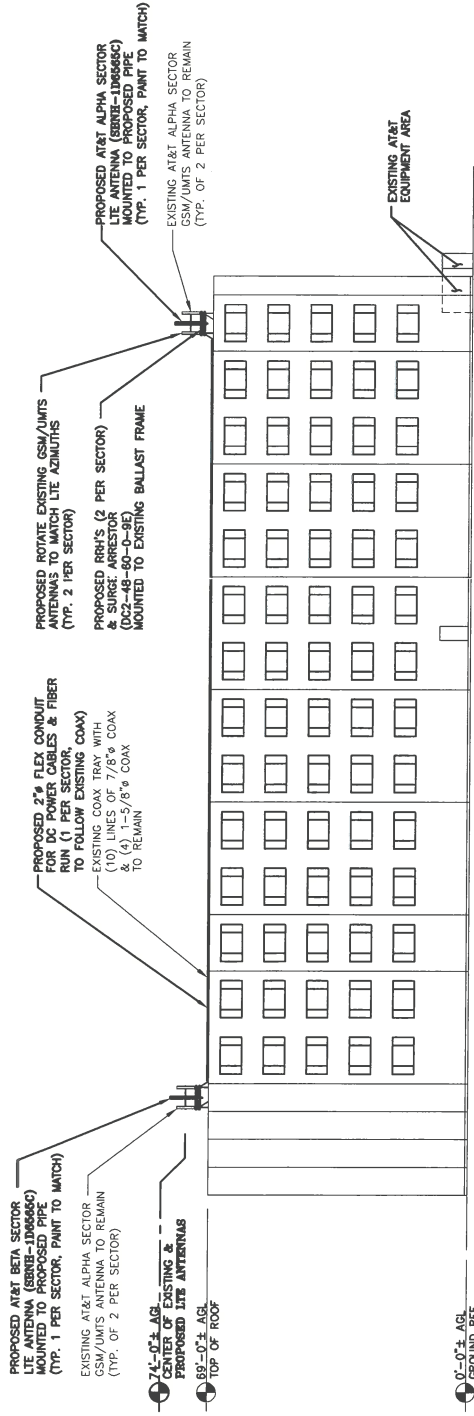 PROPOSED AT&T BETA SECTOR
LTE ANTENNA (SBNHH-1D6565C)
MOUNTED TO PROPOSED PIPE
(TYP. 1 PER SECTOR, PAINT TO MATCH)
EXISTING AT&T ALPHA SECTOR
GSM/UMTS ANTENNA TO REMAIN
(TYP. OF 2 PER SECTOR)
74'-0"± AGL
CENTER OF EXISTING &
PROPOSED LTE ANTENNAS
69'-0"± AGL
TOP OF ROOF
0'-0"± AGL
GROUND REF.
PROPOSED 2"ø FLEX CONDUIT
FOR DC POWER CABLES & FIBER
RUN (1 PER SECTOR,
TO FOLLOW EXISTING COAX)
EXISTING COAX TRAY WITH
(10) LINES OF 7/8"ø COAX
& (4) 1-5/8"ø COAX
TO REMAIN
PROPOSED ROTATE EXISTING GSM/UMTS
ANTENNAS TO MATCH LTE AZIMUTHS
(TYP. 2 PER SECTOR)
PROPOSED RRH'S (2 PER SECTOR)
& SURGE ARRESTOR
(DC2-48-60-0-9E)
MOUNTED TO EXISTING BALLAST FRAME
PROPOSED AT&T ALPHA SECTOR
LTE ANTENNA (SBNHH-1D6565C)
MOUNTED TO PROPOSED PIPE
(TYP. 1 PER SECTOR, PAINT TO MATCH)
EXISTING AT&T ALPHA SECTOR
GSM/UMTS ANTENNA TO REMAIN
(TYP. OF 2 PER SECTOR)
EXISTING AT&T
EQUIPMENT AREA